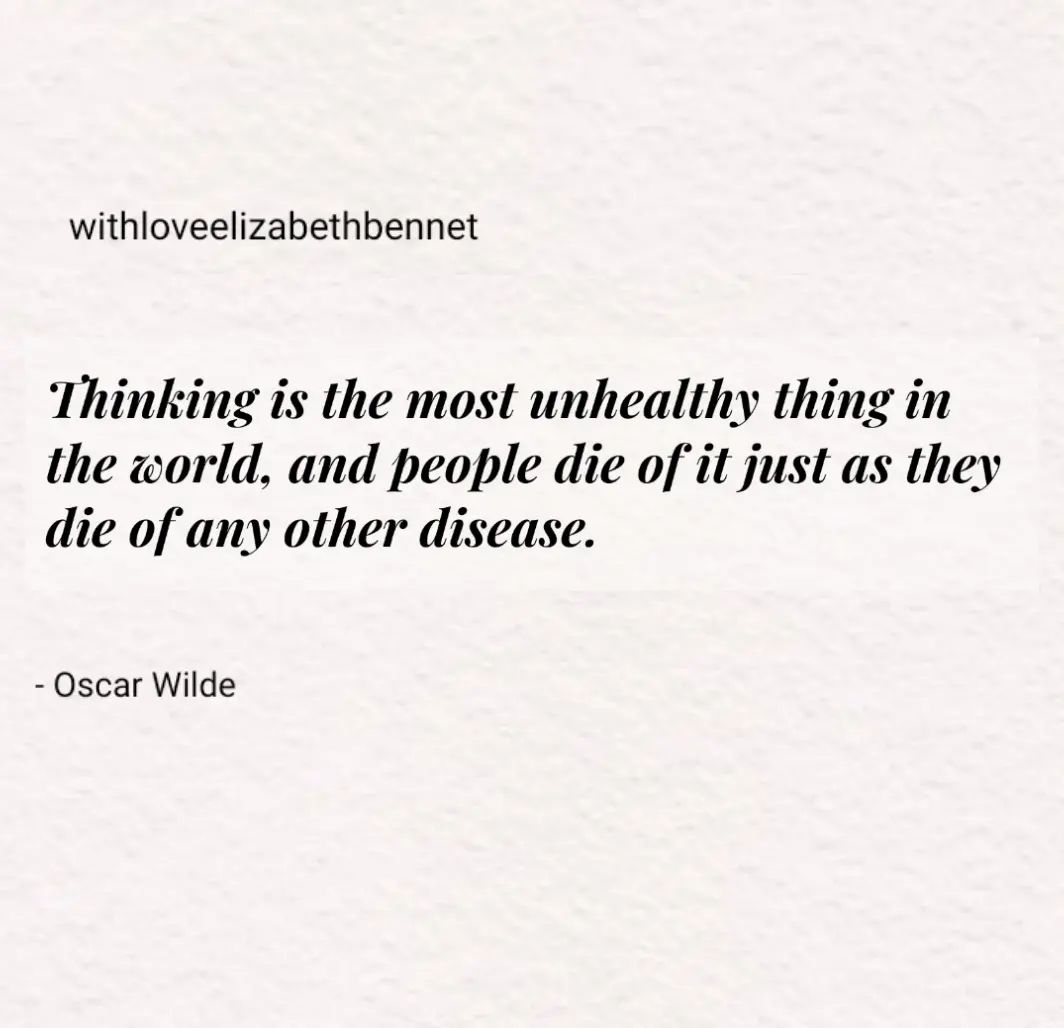 withloveelizabethbennet
Thinking is the most unhealthy thing in
the world, and people die of it just as they
die of any other disease.
- Oscar Wilde